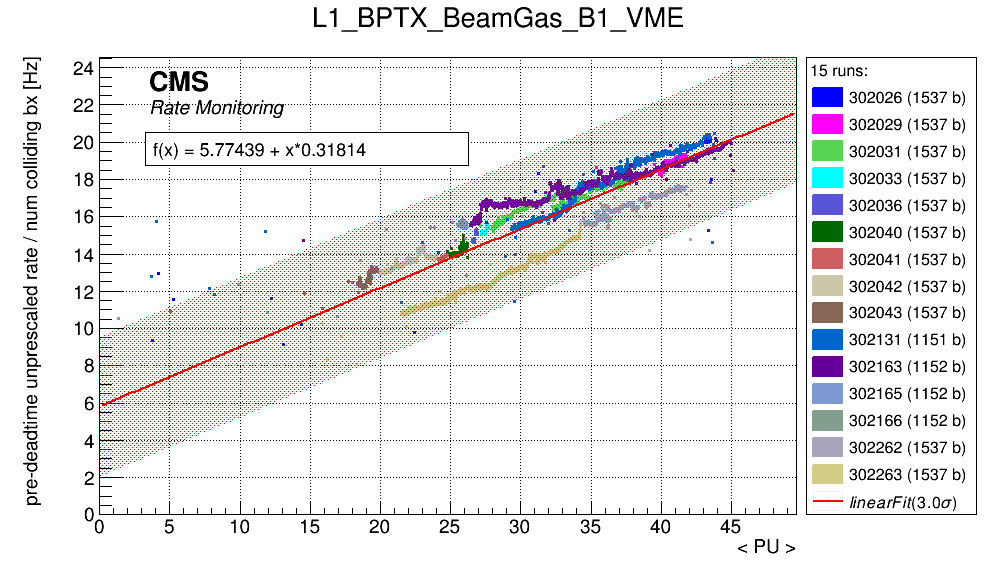 L1_BPTX_BeamGas_B1_VME
pre-deadtime unprescaled rate / num colliding bx [Hz]
24
22
20
18
16
14
12
10
8
6
4
2
0
CMS
Rate Monitoring
f(x) = 5.77439 + x*0.31814
0 5 10 15 20 25 30 35 40 45
< PU >
15 runs:
302026 (1537 b)
302029 (1537 b)
302031 (1537 b)
302033 (1537 b)
302036 (1537 b)
302040 (1537 b)
302041 (1537 b)
302042 (1537 b)
302043 (1537 b)
302131 (1151 b)
302163 (1152 b)
302165 (1152 b)
302166 (1152 b)
302262 (1537 b)
302263 (1537 b)
linearFit(3.0σ)